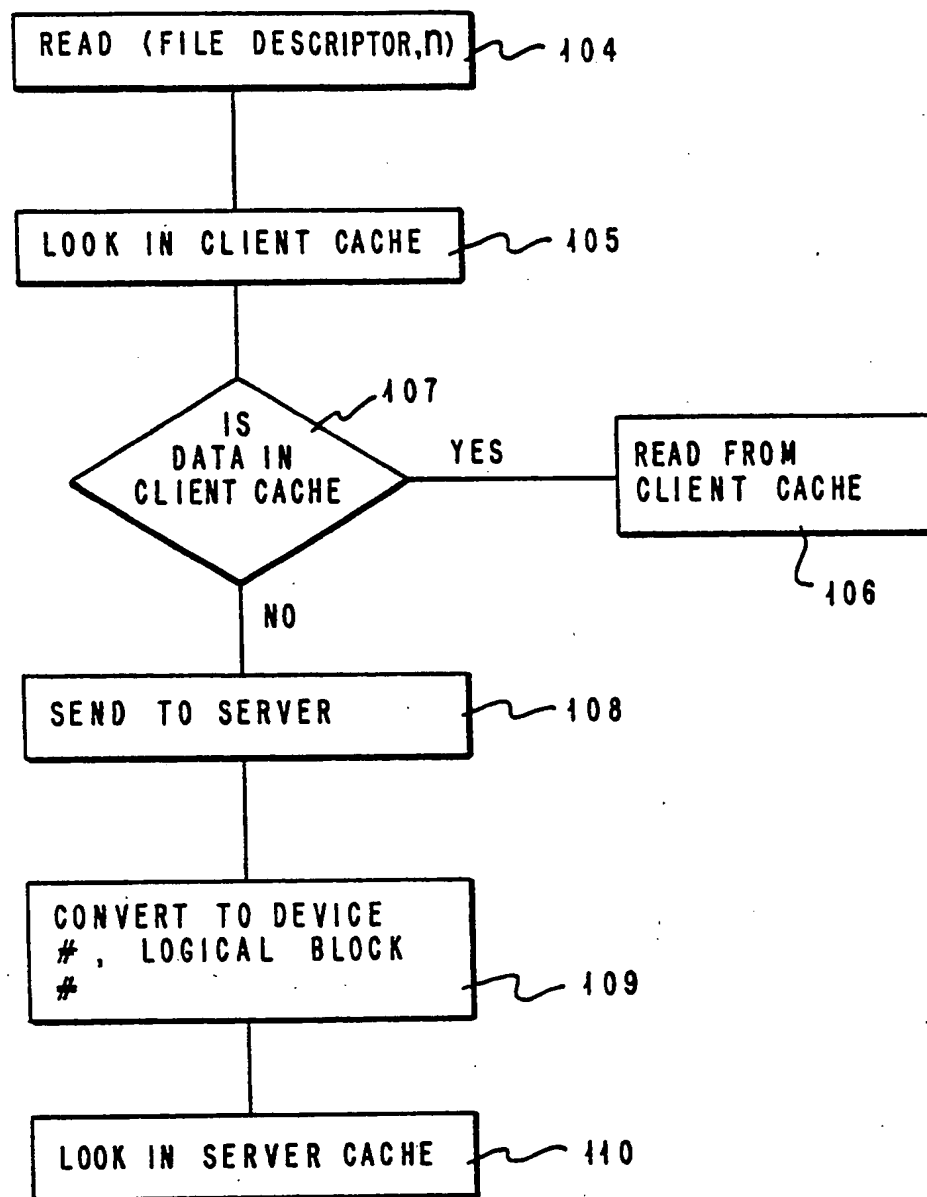 READ (FILE DESCRIPTOR,n)
104
LOOK IN CLIENT CACHE
105
107
IS
DATA IN
CLIENT CACHE
YES
READ FROM
CLIENT CACHE
106
NO
SEND TO SERVER
108
CONVERT TO DEVICE
#, LOGICAL BLOCK
#
109
LOOK IN SERVER CACHE
110